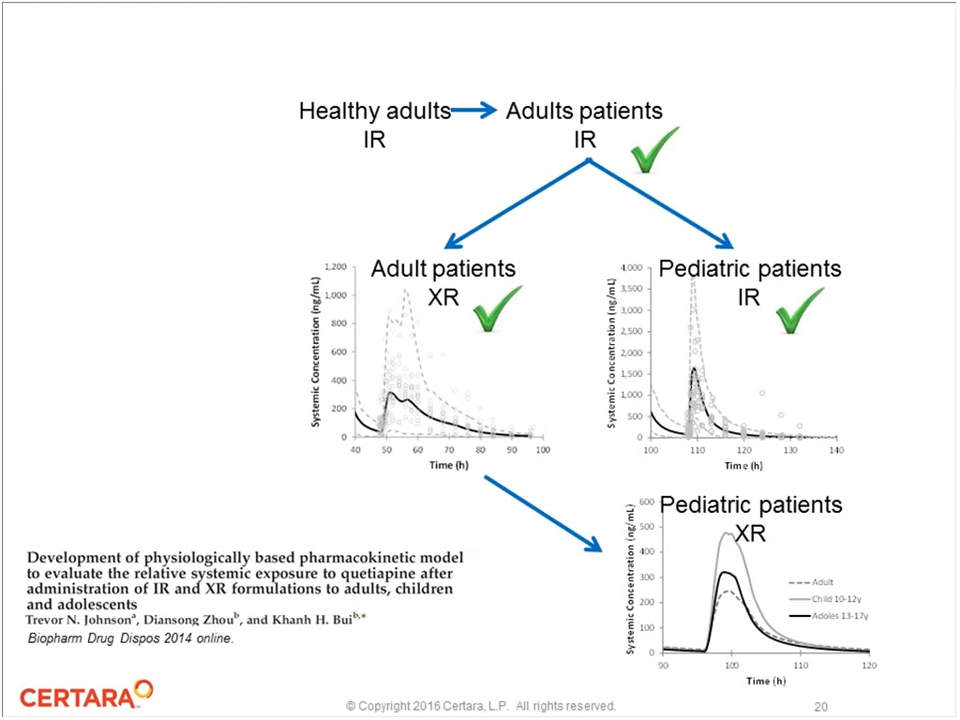 Healthy adults
IR
Adults patients
IR
Adult patients
XR
1,200
1,000
800
600
400
200
0
Systemic Concentration (ng/mL)
40 50 60 70 80 90 100
Time (h)
Pediatric patients
IR
4,000
3,500
3,000
2,500
2,000
1,500
1,000
500
0
Systemic Concentration (ng/mL)
100 110 120 130 140
Time (h)
Pediatric patients
XR
600
500
400
300
200
100
0
Systemic Concentration (ng/mL)
Adult
Child 10-12y
Adoles 13-17y
90 100 110 120
Time (h)
Development of physiologically based pharmacokinetic model
to evaluate the relative systemic exposure to quetiapine after
administration of IR and XR formulations to adults, children
and adolescents
Trevor N. Johnsonᵃ, Diansong Zhouᵇ, and Khanh H. Buiᵇ,*
Biopharm Drug Dispos 2014 online.
CERTARA
TM
© Copyright 2016 Certara, L.P. All rights reserved.
20